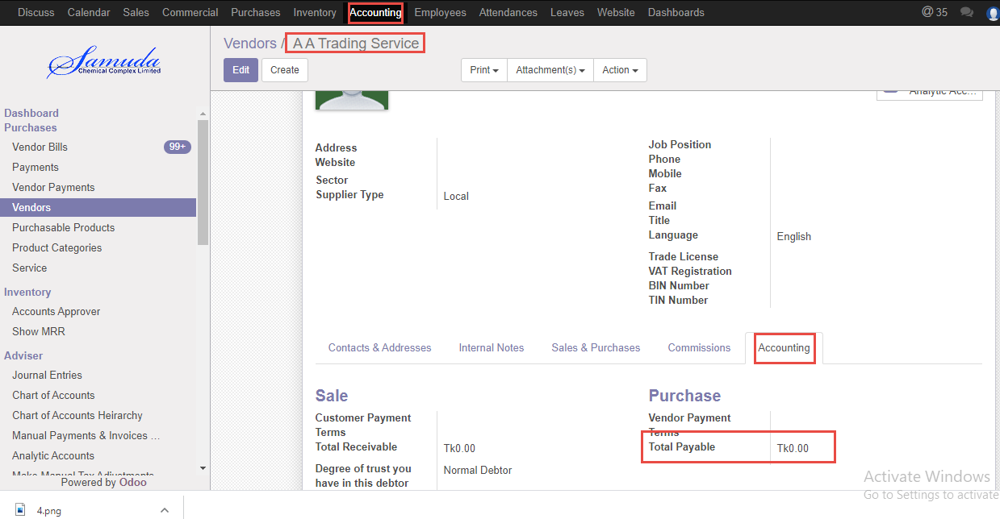 Discuss Calendar Sales Commercial Purchases Inventory Accounting Employees Attendances Leaves Website Dashboards @ 35
Samuda
Chemical Complex Limited
Vendors / A A Trading Service
Edit Create Print Attachment(s) Action
Analytic Acc...
Dashboard
Purchases
Vendor Bills 99+
Payments
Vendor Payments
Vendors
Purchasable Products
Product Categories
Service
Inventory
Accounts Approver
Show MRR
Adviser
Journal Entries
Chart of Accounts
Chart of Accounts Heirarchy
Manual Payments & Invoices ...
Analytic Accounts
Make Manual Tax Adjustments
Powered by Odoo
Address
Website
Sector
Supplier Type Local
Job Position
Phone
Mobile
Fax
Email
Title
Language English
Trade License
VAT Registration
BIN Number
TIN Number
Contacts & Addresses Internal Notes Sales & Purchases Commissions Accounting
Sale
Customer Payment
Terms
Total Receivable Tk0.00
Degree of trust you Normal Debtor
have in this debtor
Purchase
Vendor Payment
Terms
Total Payable Tk0.00
Activate Windows
Go to Settings to activate
4.png